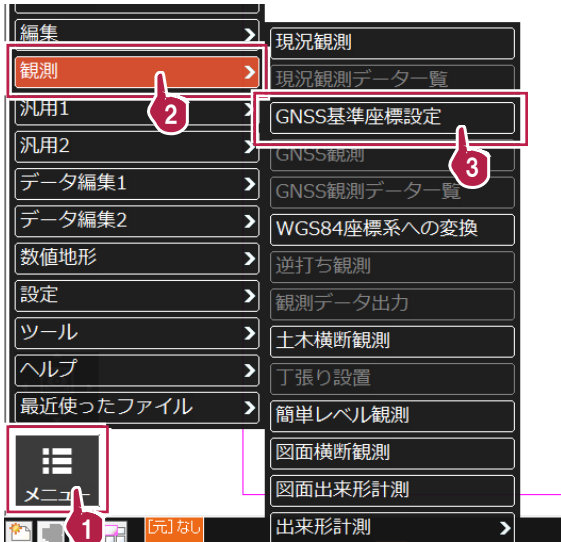 編集
観測
汎用1
汎用2
データ編集1
データ編集2
数値地形
設定
ツール
ヘルプ
最近使ったファイル
メニュー
[元]なし
現況観測
現況観測データ一覧
GNSS基準座標設定
GNSS観測
GNSS観測データ一覧
WGS84座標系への変換
逆打ち観測
観測データ出力
土木横断観測
丁張り設置
簡単レベル観測
図面横断観測
図面出来形計測
出来形計測
1
2
3